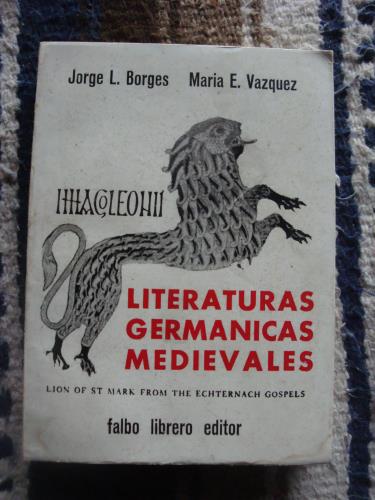 Jorge L. Borges Maria E. Vazquez
IMAGO LEONIS
LITERATURAS
GERMANICAS
MEDIEVALES
LION OF ST MARK FROM THE ECHTERNACH GOSPELS
falbo librero editor